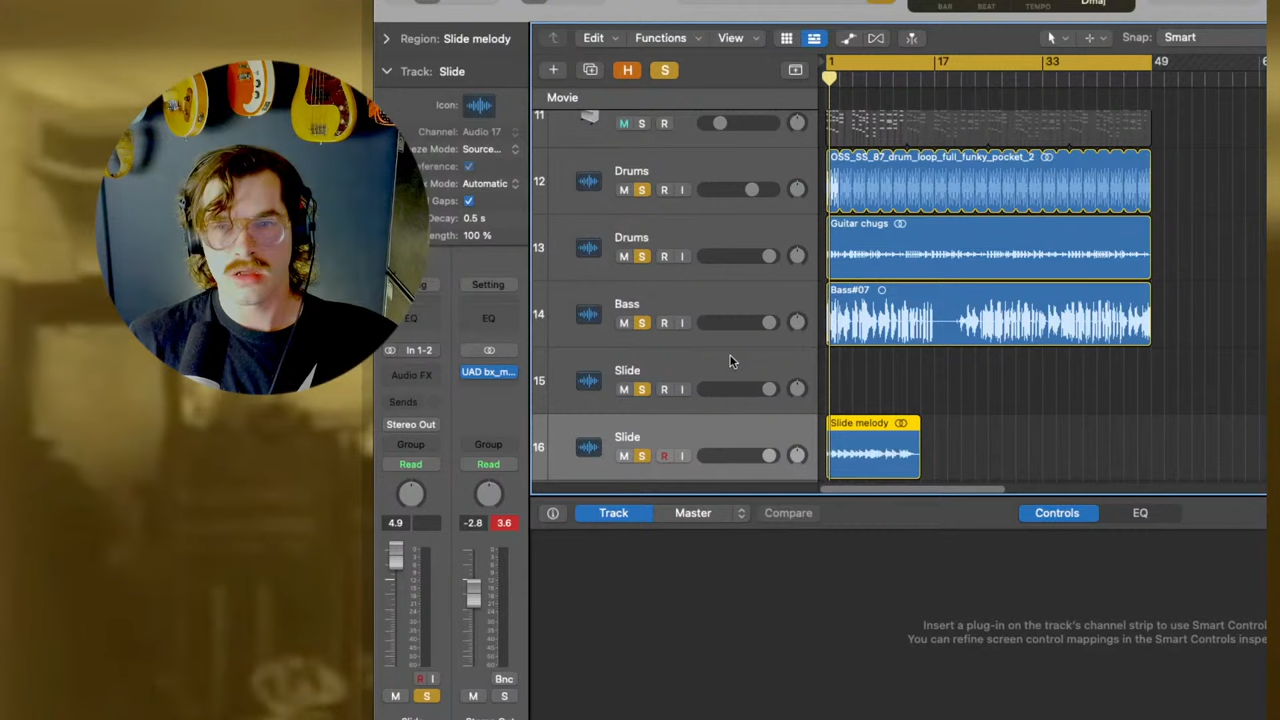 BAR BEAT TEMPO Dmaj
Region: Slide melody
Edit Functions View Snap: Smart
Track: Slide
H S 1 17 33 49
Movie
Icon:
11 M S R
Channel: Audio 17
Source...
12 Drums OSS_SS_87_drum_loop_full_funky_pocket_2
M S R I
Mode: Automatic
Gaps:
Decay: 0.5 s
100 %
13 Drums Guitar chugs
M S R I
Setting
14 Bass Bass#07
M S R I
EQ EQ
In 1-2
15 Slide
M S R I
Audio FX UAD bx_m...
Sends
Stereo Out
16 Slide Slide melody
M S R I
Group Group
Read Read
4.9 -2.8 3.6
Track Master Compare Controls EQ
Insert a plug-in on the track's channel strip to use Smart
You can refine screen control mappings in the Smart Controls
R I Bnc
M S M S